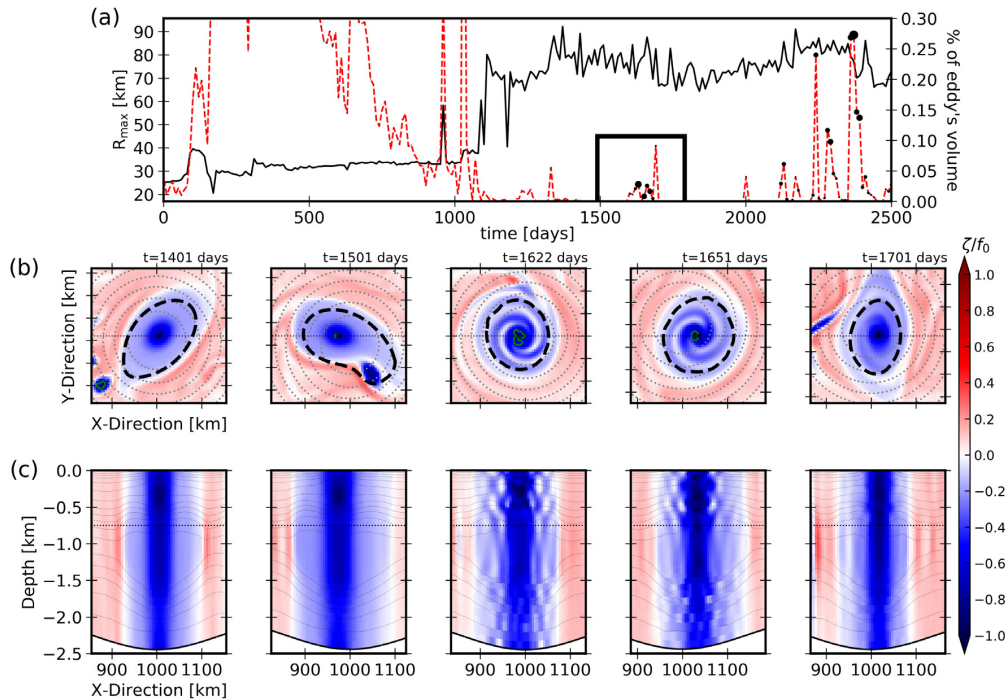 (a)
90
80
70
60
50
40
30
20
R_max [km]
0.30
0.25
0.20
0.15
0.10
0.05
0.00
% of eddy's volume
0 500 1000 1500 2000 2500
time [days]
(b)
t=1401 days t=1501 days t=1622 days t=1651 days t=1701 days
Y-Direction [km]
X-Direction [km]
(c)
0.0
−0.5
−1.0
−1.5
−2.0
−2.5
Depth [km]
900 1000 1100 900 1000 1100 900 1000 1100 900 1000 1100 900 1000 1100
X-Direction [km]
ζ/f₀
1.0
0.8
0.6
0.4
0.2
0.0
−0.2
−0.4
−0.6
−0.8
−1.0